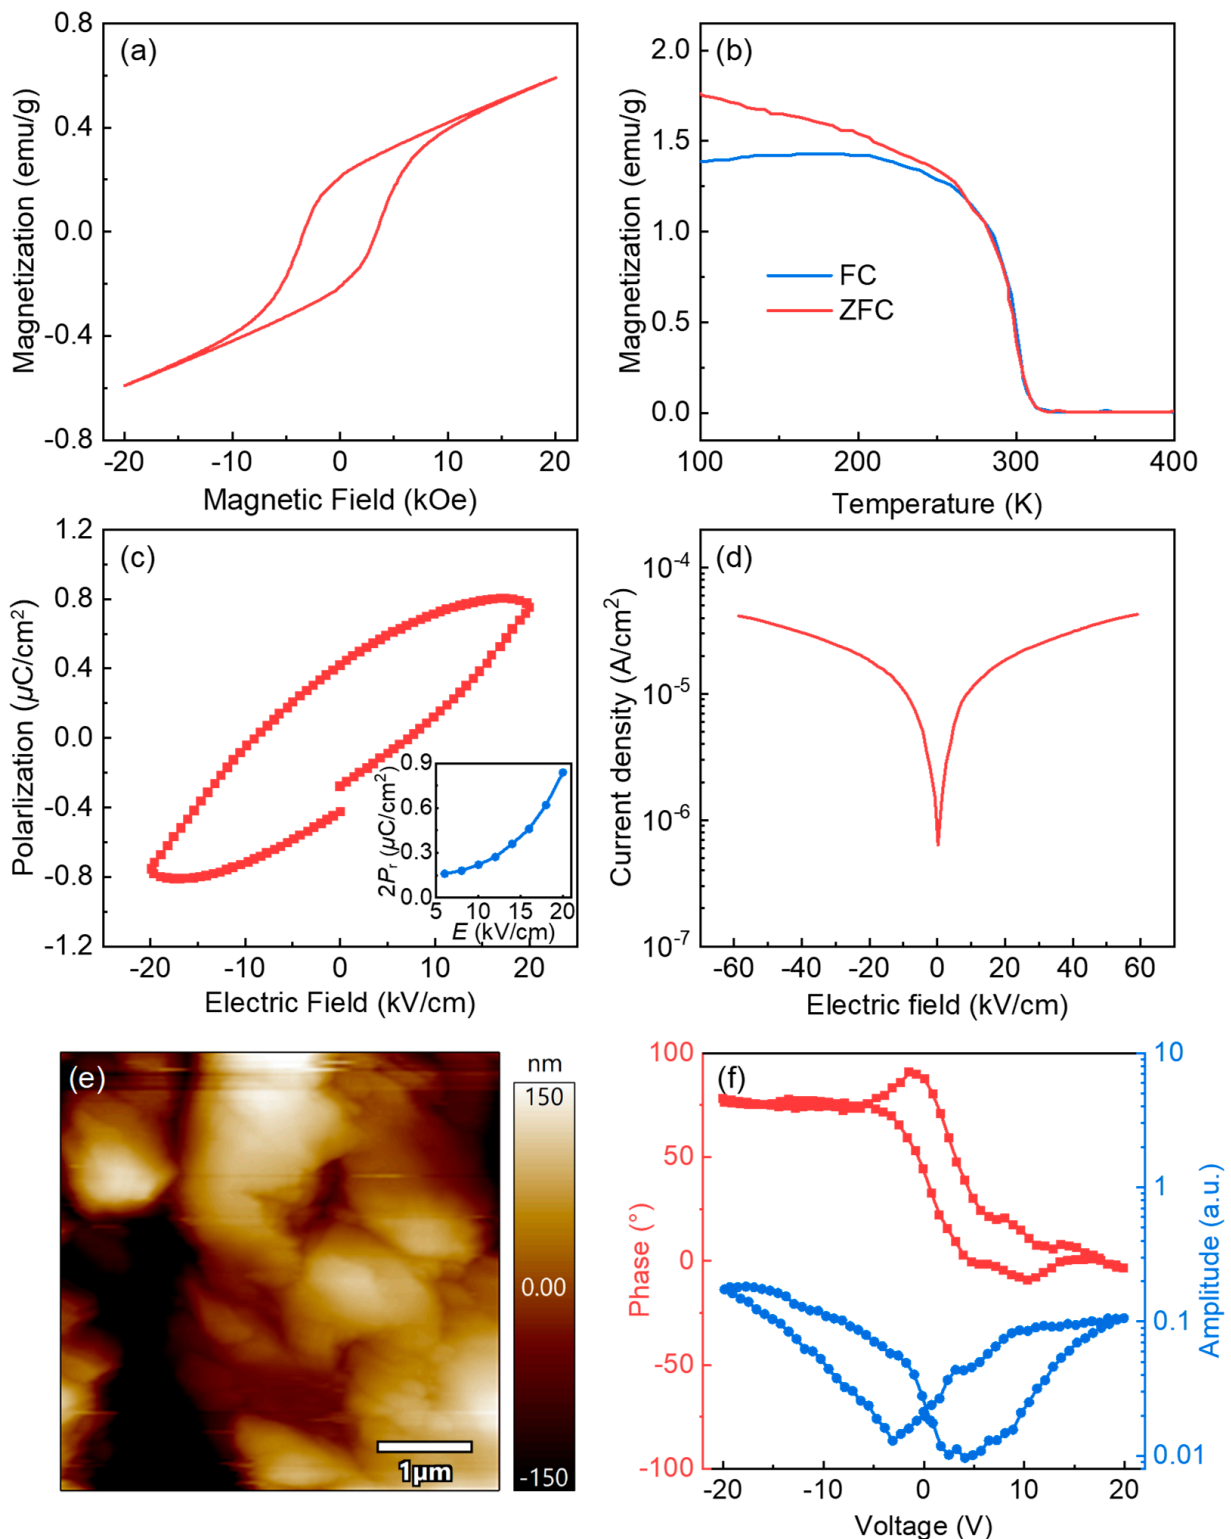 (a)
0.8
0.4
0.0
-0.4
-0.8
Magnetization (emu/g)
-20 -10 0 10 20
Magnetic Field (kOe)
(b)
2.0
1.5
1.0
0.5
0.0
Magnetization (emu/g)
FC
ZFC
100 200 300 400
Temperature (K)
(c)
1.2
0.8
0.4
0.0
-0.4
-0.8
-1.2
Polarlization (μC/cm²)
-20 -10 0 10 20
Electric Field (kV/cm)
0.9
0.6
0.3
0.0
2Pr (μC/cm²)
5 10 15 20
E (kV/cm)
(d)
10⁻⁴
10⁻⁵
10⁻⁶
10⁻⁷
Current density (A/cm²)
-60 -40 -20 0 20 40 60
Electric field (kV/cm)
(e)
nm
150
0.00
-150
1μm
(f)
100
50
0
-50
-100
Phase (°)
10
1
0.1
0.01
Amplitude (a.u.)
-20 -10 0 10 20
Voltage (V)